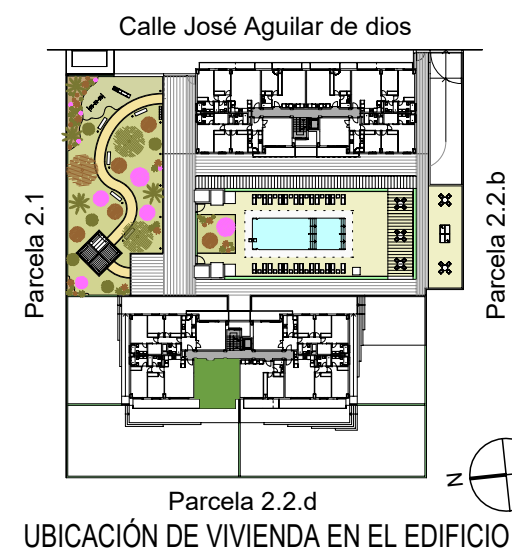 Calle José Aguilar de dios
Parcela 2.1
Parcela 2.2.b
N
Parcela 2.2.d
UBICACIÓN DE VIVIENDA EN EL EDIFICIO